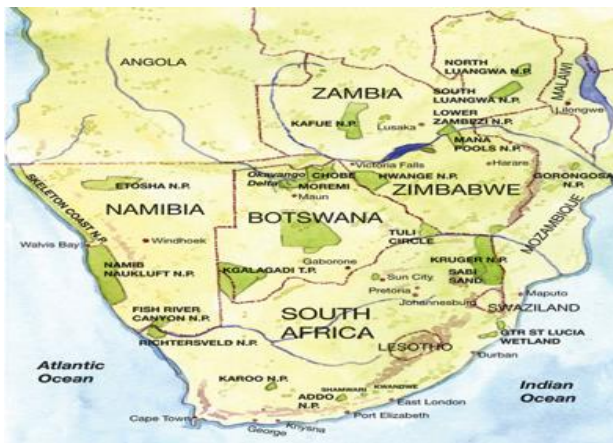 ANGOLA
NORTH
LUANGWA N.P.
MALAWI
ZAMBIA
SOUTH
LUANGWA N.P.
Lilongwe
LOWER
ZAMBEZI N.P.
KAFUE N.P.
Lusaka
MANA
POOLS N.P.
Victoria Falls
Harare
Okavango
Delta
CHOBE
HWANGE N.P.
GORONGOSA
N.P.
ETOSHA N.P.
MOREMI
Maun
ZIMBABWE
SKELETON COAST N.P.
NAMIBIA
BOTSWANA
MOZAMBIQUE
TULI
CIRCLE
Walvis Bay
Windhoek
KRUGER N.P.
Gaborone
NAMIB
NAUKLUFT N.P.
KGALAGADI T.P.
Sun City
SABI
SAND
Pretoria
Maputo
Johannesburg
SWAZILAND
FISH RIVER
CANYON N.P.
SOUTH
AFRICA
GTR ST LUCIA
WETLAND
RICHTERSVELD N.P.
LESOTHO
Durban
Atlantic
Ocean
Indian
Ocean
KAROO N.P.
SHAMWARI
KWANDWE
ADDO
N.P.
East London
Cape Town
Port Elizabeth
George
Knysna